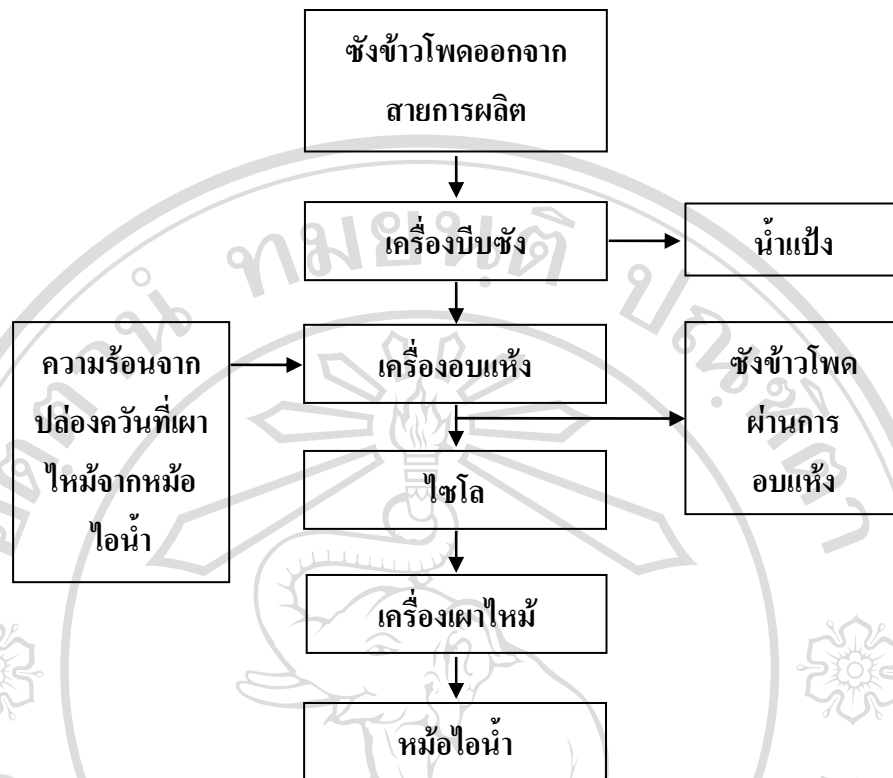 ซังข้าวโพดออกจาก
สายการผลิต
เครื่องบีบซัง
น้ำแป้ง
ความร้อนจาก
ปล่องควันที่เผา
ไหม้จากหม้อ
ไอน้ำ
เครื่องอบแห้ง
ซังข้าวโพด
ผ่านการ
อบแห้ง
ไซโล
เครื่องเผาไหม้
หม้อไอน้ำ